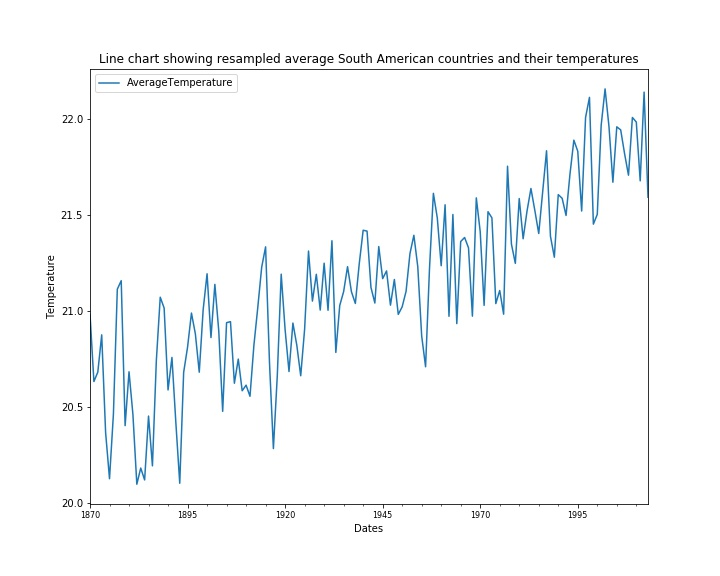 Line chart showing resampled average South American countries and their temperatures
AverageTemperature
22.0
21.5
21.0
20.5
20.0
Temperature
1870 1895 1920 1945 1970 1995
Dates